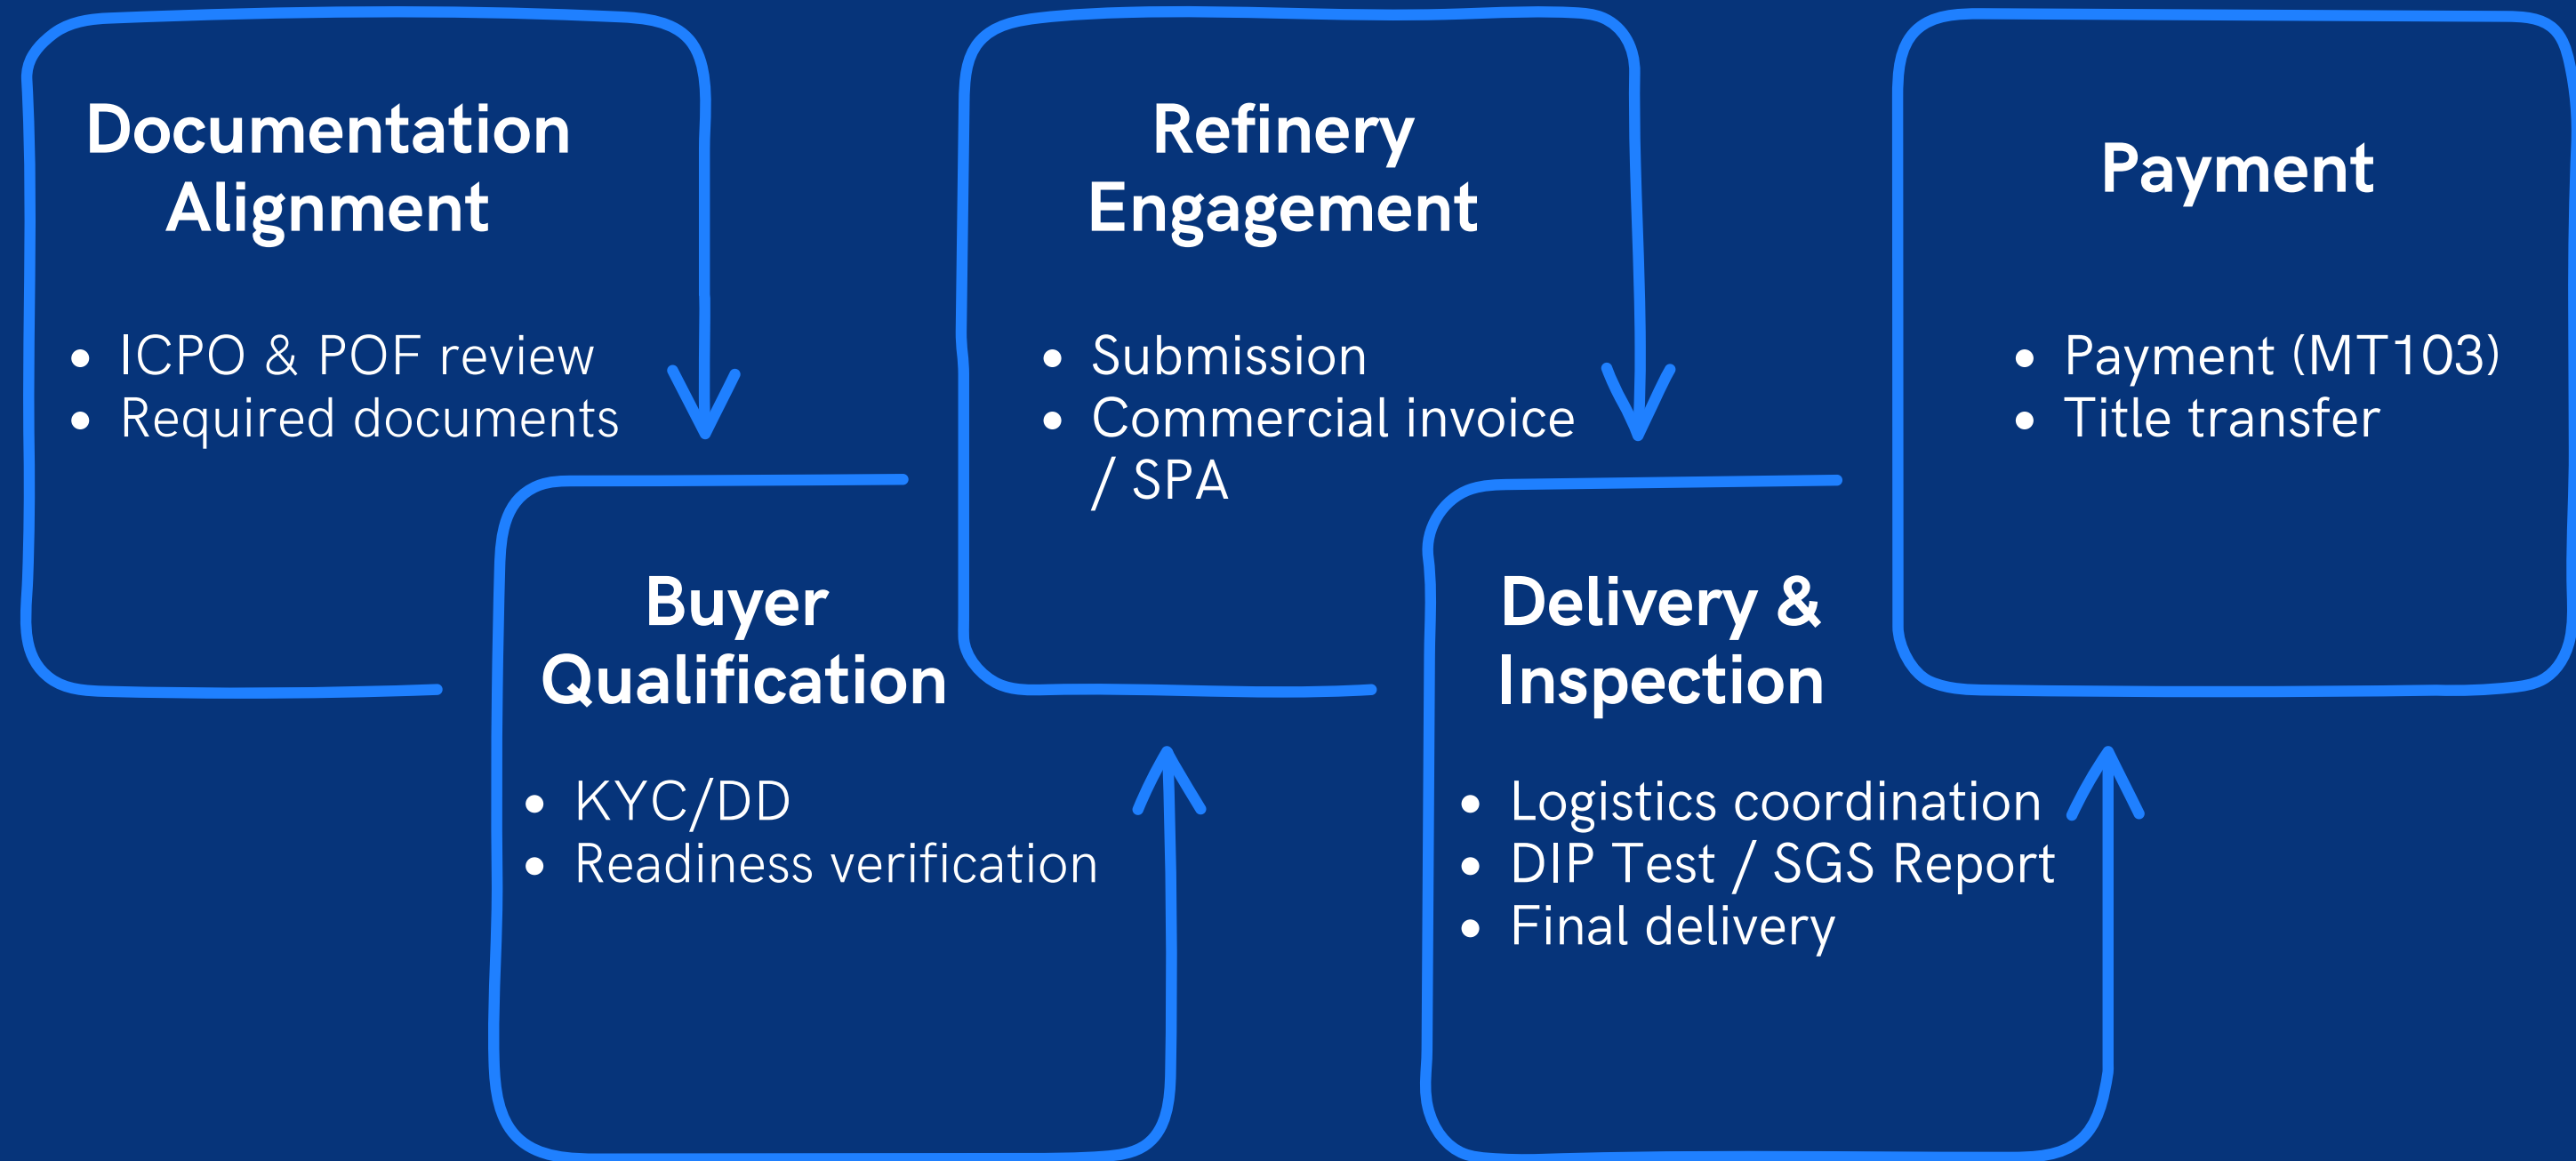 Documentation
Alignment
• ICPO & POF review
• Required documents
Buyer
Qualification
• KYC/DD
• Readiness verification
Refinery
Engagement
• Submission
• Commercial invoice
/ SPA
Delivery &
Inspection
• Logistics coordination
• DIP Test / SGS Report
• Final delivery
Payment
• Payment (MT103)
• Title transfer